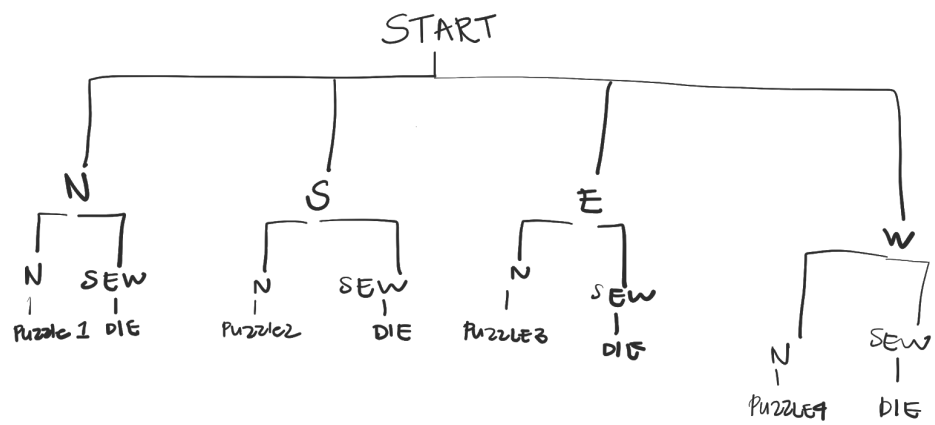 START
N
S
E
W
N SEW
Puzzle 1 DIE
N SEW
PUZZLE2 DIE
N SEW
PUZZLE3 DIE
N SEW
PUZZLE4 DIE